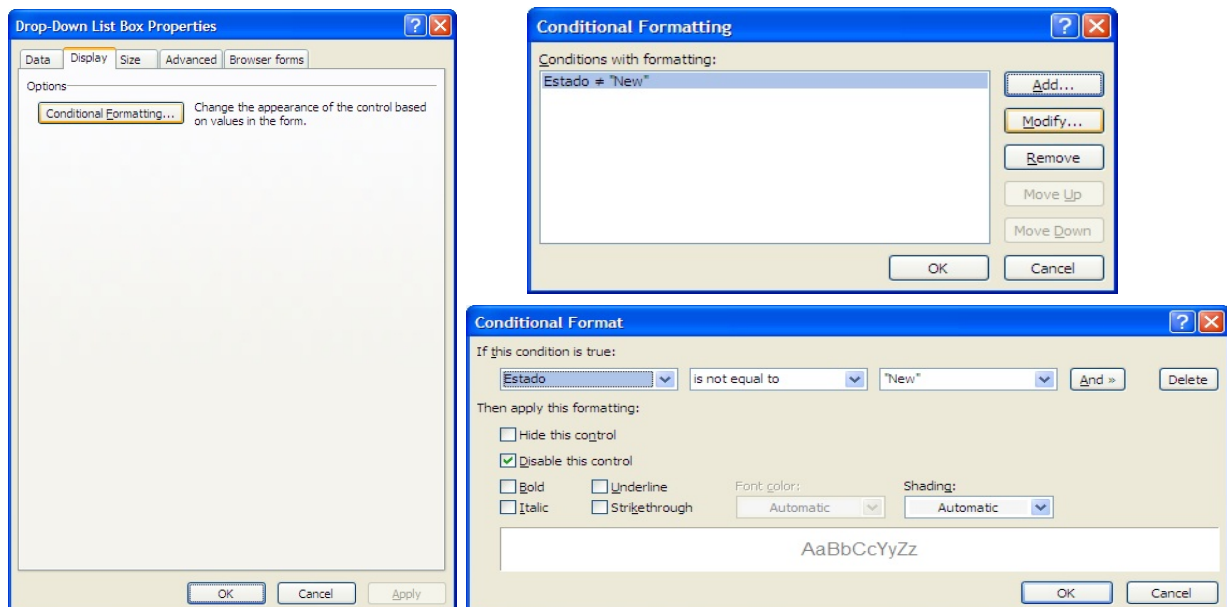 Drop-Down List Box Properties
Data Display Size Advanced Browser forms
Options
Conditional Formatting...
Change the appearance of the control based
on values in the form.
OK Cancel Apply
Conditional Formatting
Conditions with formatting:
Estado ≠ "New"
Add...
Modify...
Remove
Move Up
Move Down
OK Cancel
Conditional Format
If this condition is true:
Estado is not equal to "New" And » Delete
Then apply this formatting:
Hide this control
Disable this control
Bold Underline Font color: Shading:
Italic Strikethrough Automatic Automatic
AaBbCcYyZz
OK Cancel